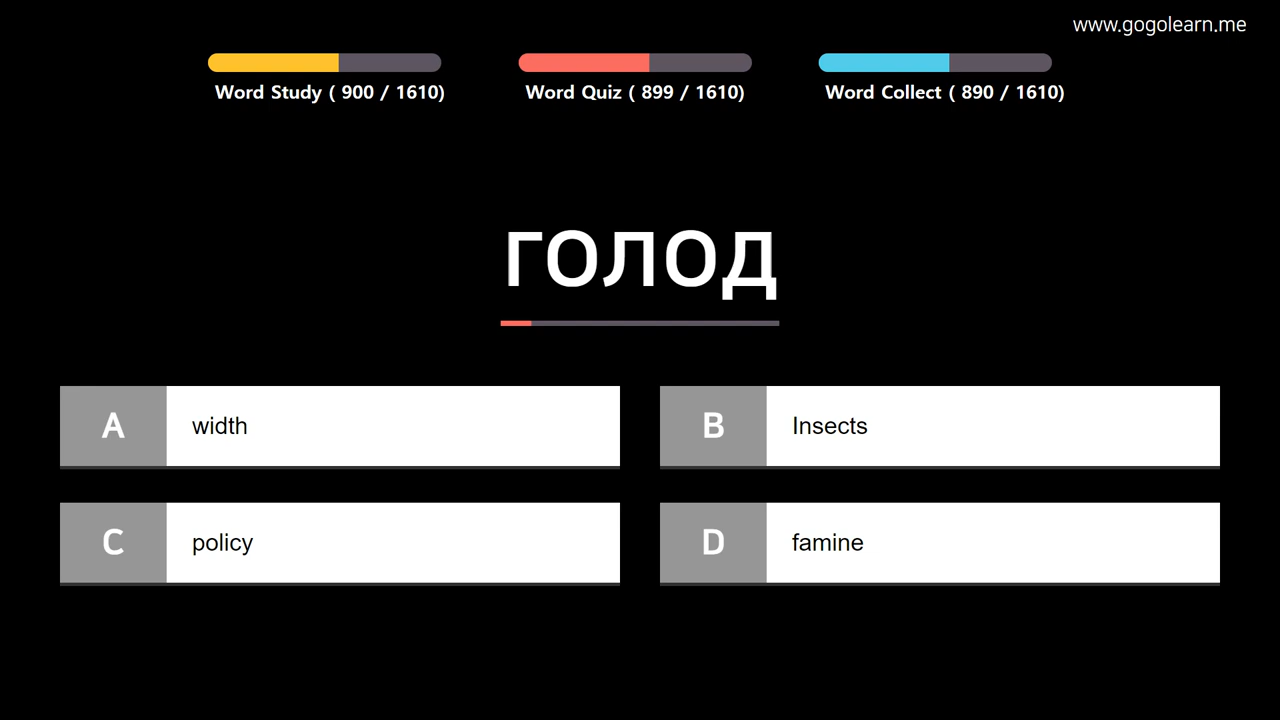 www.gogolearn.me
Word Study ( 900 / 1610)
Word Quiz ( 899 / 1610)
Word Collect ( 890 / 1610)
голод
A width
B Insects
C policy
D famine